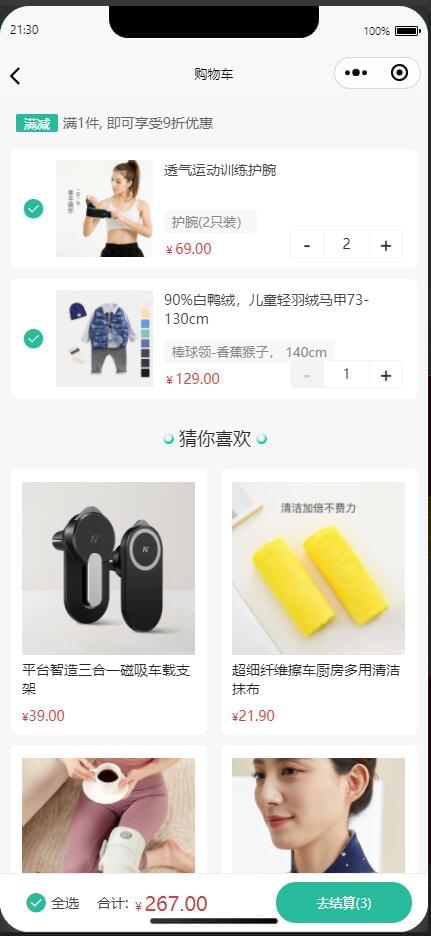 21:30
100%
购物车
满减 满1件, 即可享受9折优惠
透气运动训练护腕
护腕(2只装)
¥69.00
- 2 +
90%白鸭绒，儿童轻羽绒马甲73-
130cm
棒球领-香蕉猴子， 140cm
¥129.00
- 1 +
猜你喜欢
清洁加倍不费力
平台智造三合一磁吸车载支
架
¥39.00
超细纤维擦车厨房多用清洁
抹布
¥21.90
全选 合计: ¥267.00 去结算(3)